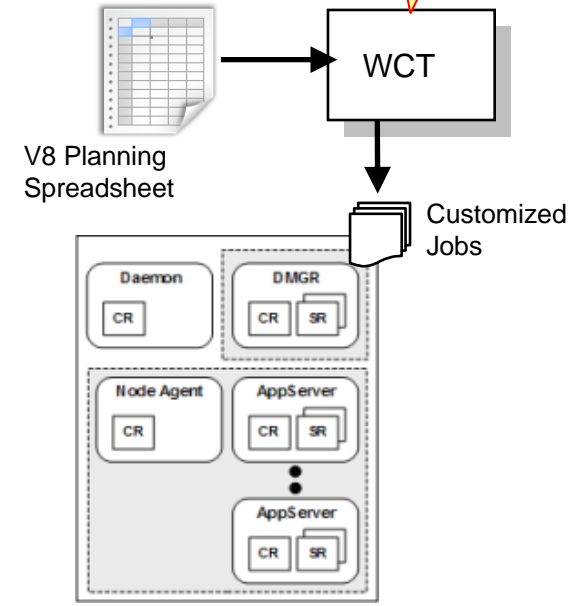 WCT
V8 Planning
Spreadsheet
Customized
Jobs
Daemon
CR
DMGR
CR SR
Node Agent
CR
AppServer
CR SR
AppServer
CR SR